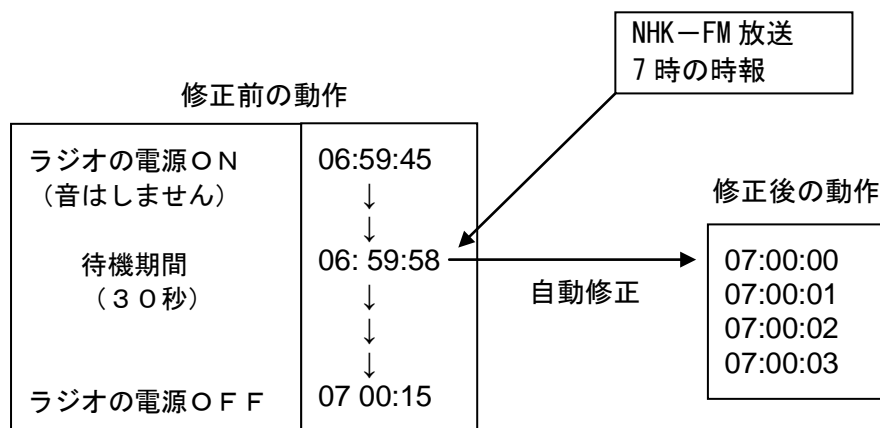 NHK－FM 放送
7 時の時報
修正前の動作
ラジオの電源ＯＮ
（音はしません）
待機期間
（３０秒）
ラジオの電源ＯＦＦ
06:59:45
↓
↓
06: 59:58
↓
↓
↓
07 00:15
自動修正
修正後の動作
07:00:00
07:00:01
07:00:02
07:00:03